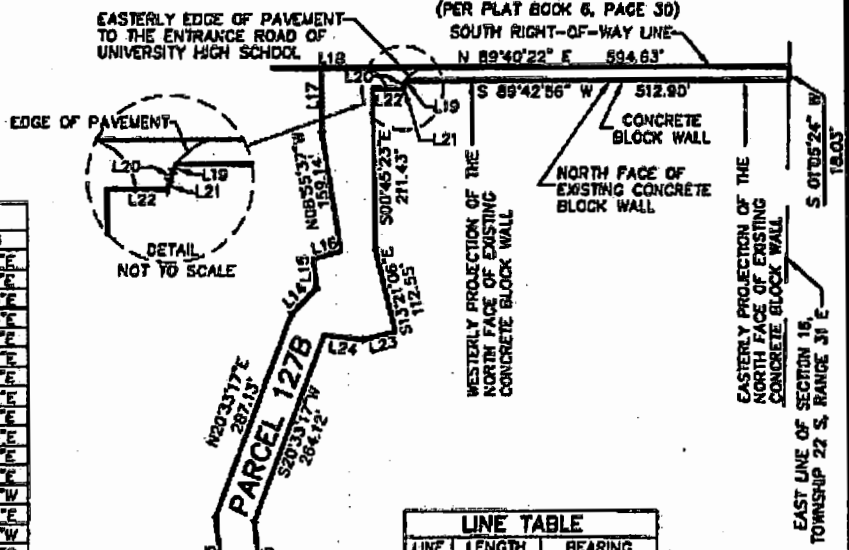 (PER PLAT BOOK 6, PAGE 30)
EASTERLY EDGE OF PAVEMENT
TO THE ENTRANCE ROAD OF
UNIVERSITY HIGH SCHOOL
SOUTH RIGHT-OF-WAY LINE
L18
N 89°40'22" E 594.63'
L20
L17
L22
L19
S 89°42'56" W 512.90'
L21
EDGE OF PAVEMENT
CONCRETE
BLOCK WALL
L20
L19
L21
L22
NORTH FACE OF
EXISTING CONCRETE
BLOCK WALL
S 01°05'24" W
18.03'
N08°55'37"W
159.14'
S00°45'23"E
211.43'
DETAIL
NOT TO SCALE
L16
L15
L14
S13°21'06"E
112.55'
L24
L23
WESTERLY PROJECTION OF THE
NORTH FACE OF EXISTING
CONCRETE BLOCK WALL
EASTERLY PROJECTION OF THE
NORTH FACE OF EXISTING
CONCRETE BLOCK WALL
EAST LINE OF SECTION 16,
TOWNSHIP 22 S, RANGE 31 E
N20°33'17"E
287.13'
PARCEL 127B
S20°33'17"W
264.12'
LINE TABLE
LINE LENGTH BEARING